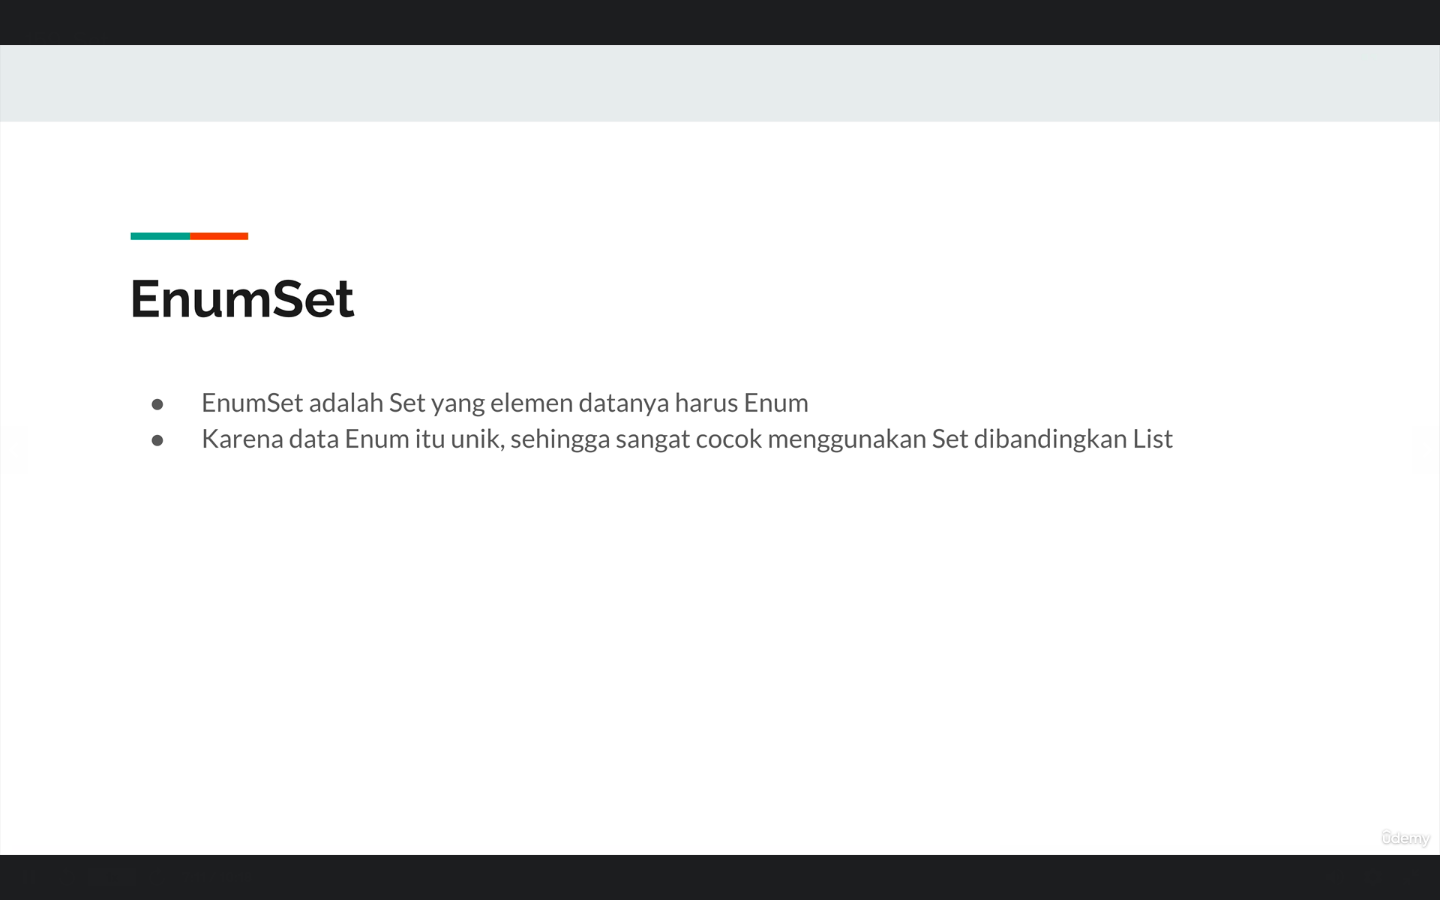 EnumSet
● EnumSet adalah Set yang elemen datanya harus Enum
● Karena data Enum itu unik, sehingga sangat cocok menggunakan Set dibandingkan List
ûdemy